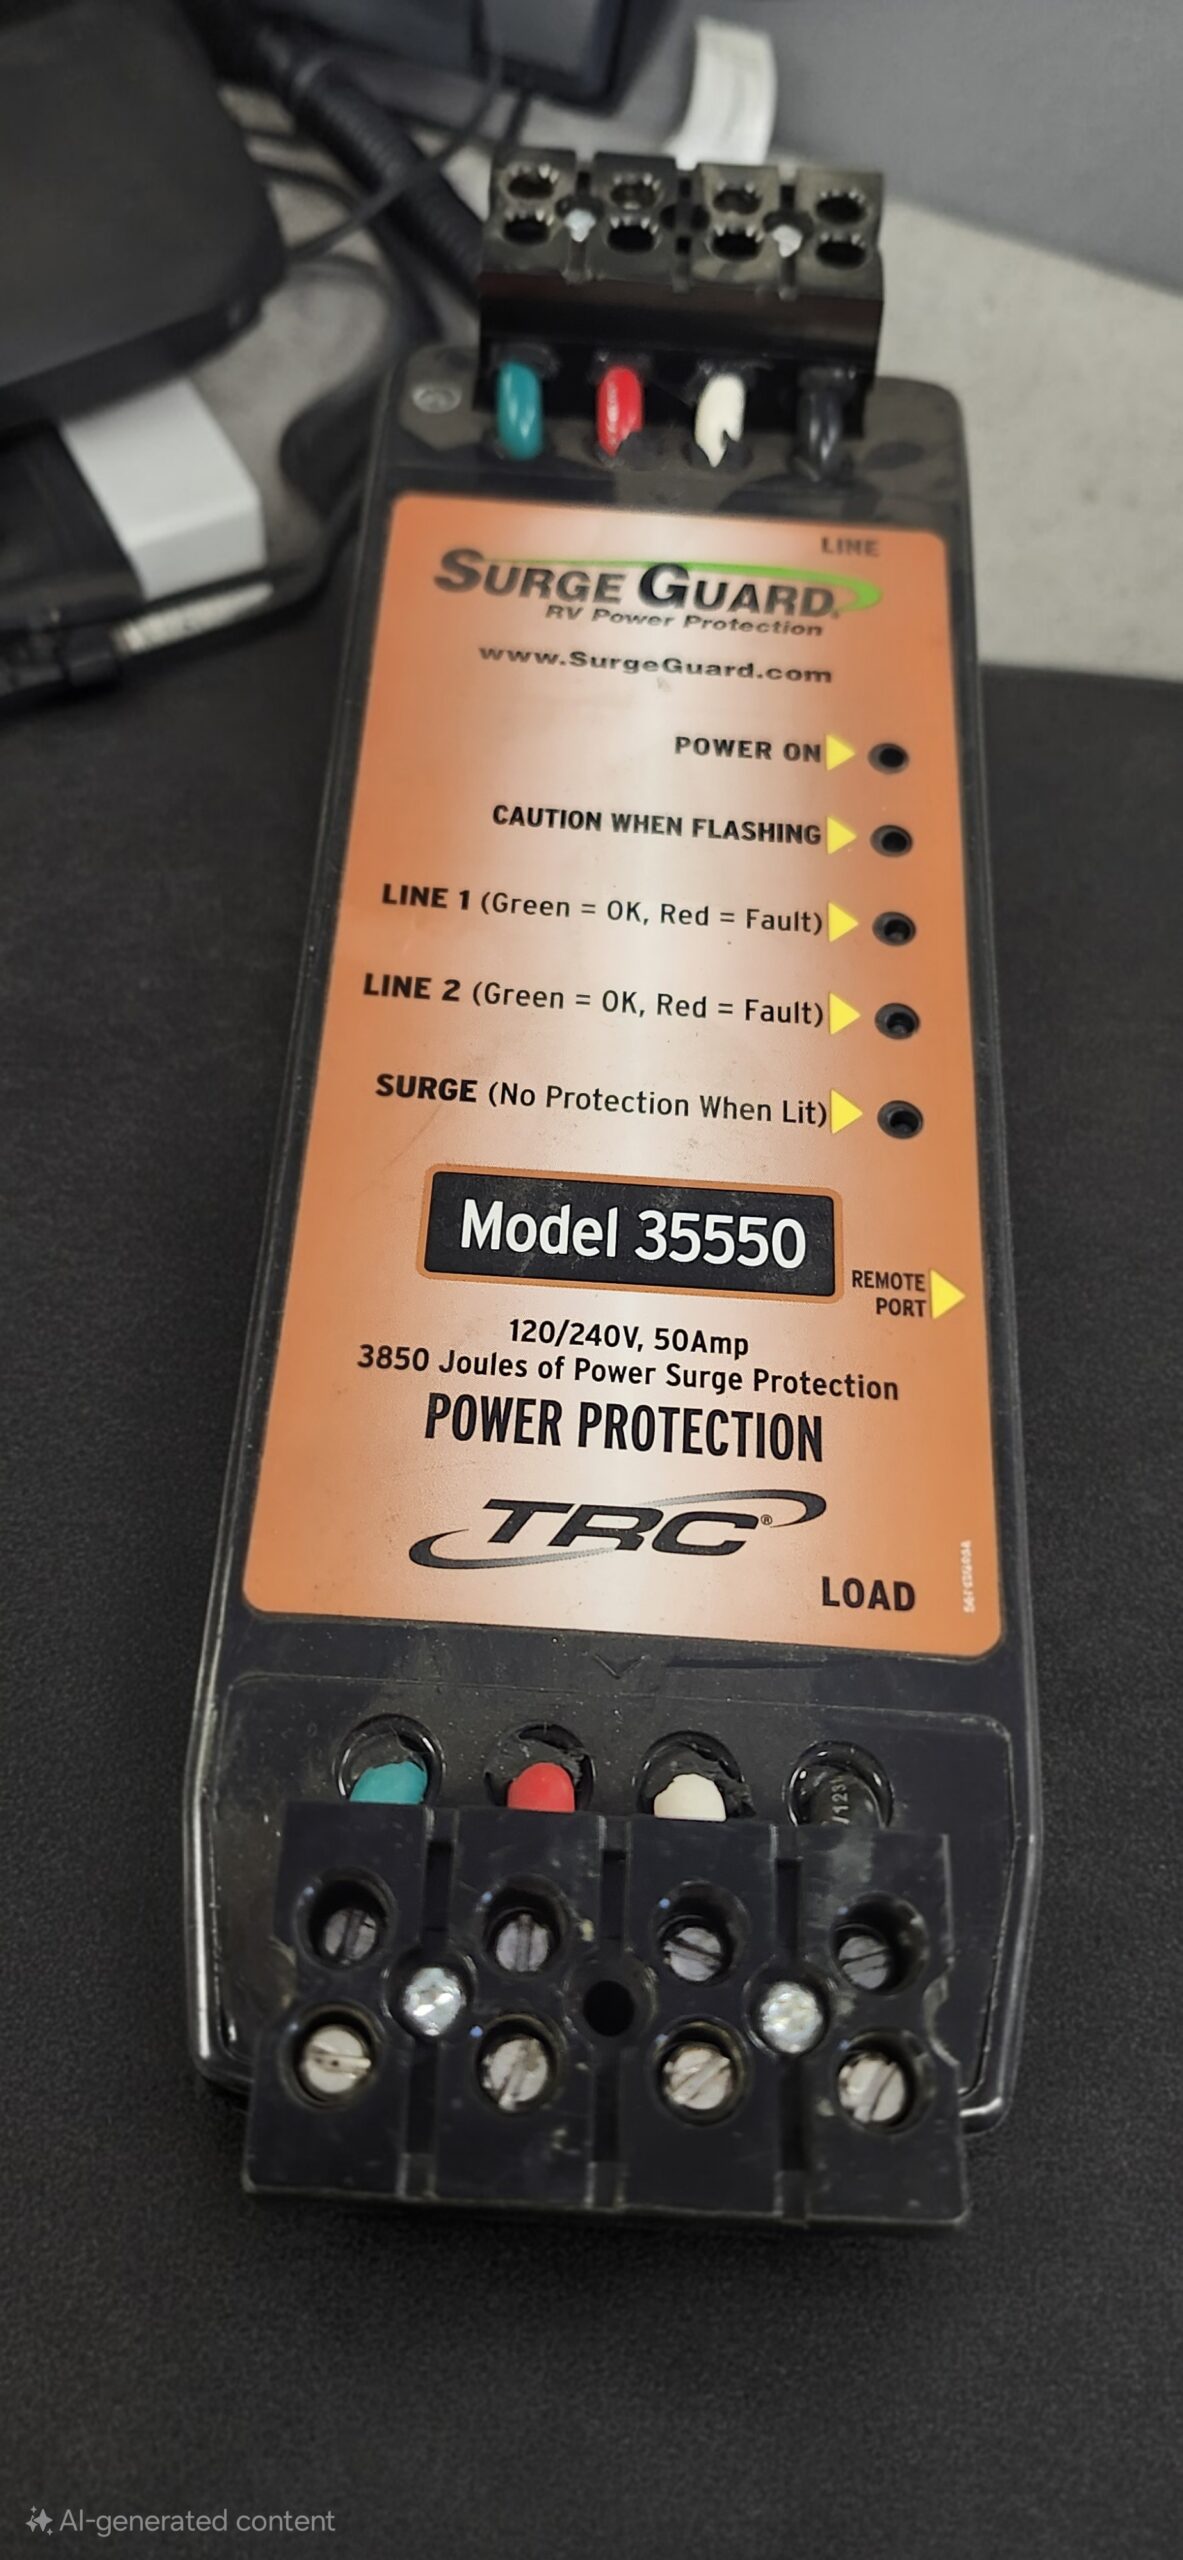 LINE
SURGE GUARD®
RV Power Protection
www.SurgeGuard.com
POWER ON
CAUTION WHEN FLASHING
LINE 1 (Green = OK, Red = Fault)
LINE 2 (Green = OK, Red = Fault)
SURGE (No Protection When Lit)
Model 35550
REMOTE
PORT
120/240V, 50Amp
3850 Joules of Power Surge Protection
POWER PROTECTION
TRC®
LOAD
AI-generated content